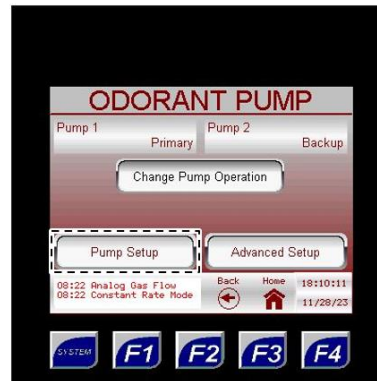 ODORANT PUMP
Pump 1
Primary
Pump 2
Backup
Change Pump Operation
Pump Setup
Advanced Setup
08:22 Analog Gas Flow
08:22 Constant Rate Mode
Back
Home
18:10:11
11/28/23
SYSTEM
F1
F2
F3
F4